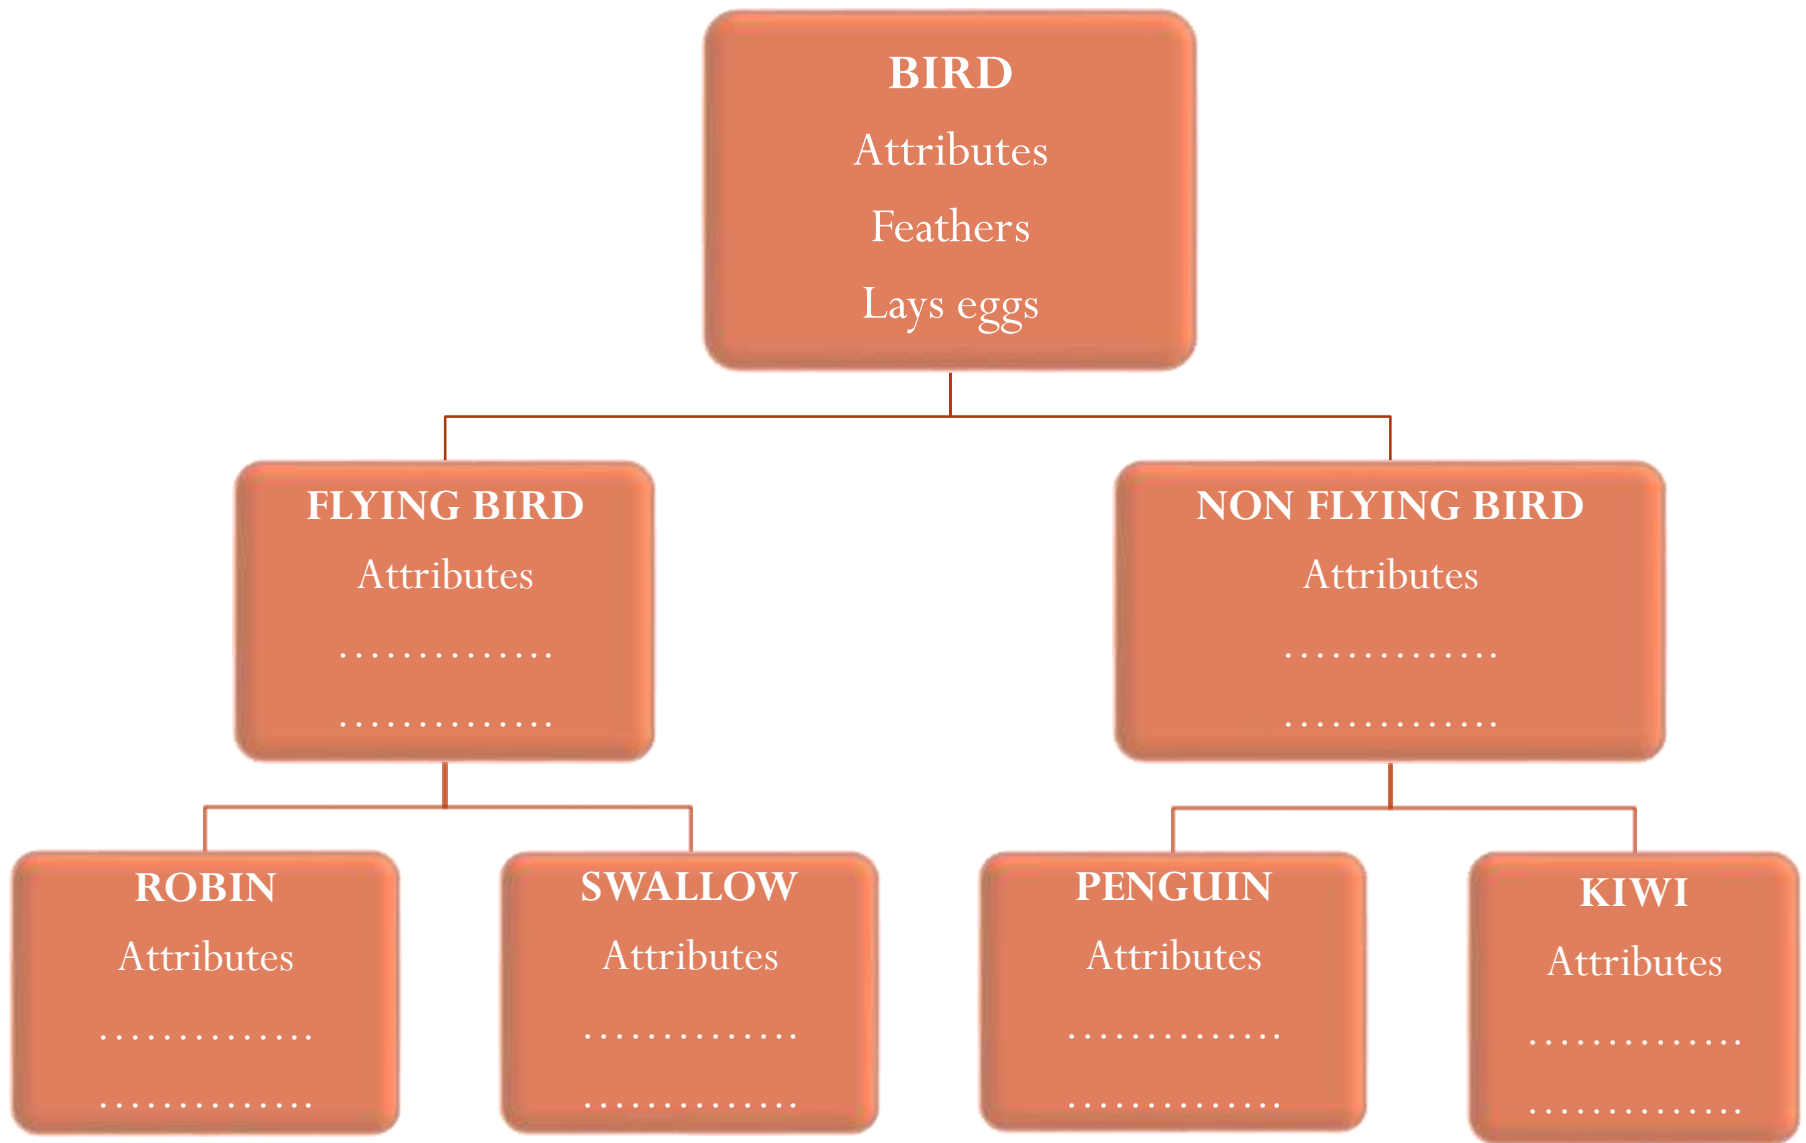 BIRD
Attributes
Feathers
Lays eggs
FLYING BIRD
Attributes
..............
..............
NON FLYING BIRD
Attributes
..............
..............
ROBIN
Attributes
..............
..............
SWALLOW
Attributes
..............
..............
PENGUIN
Attributes
..............
..............
KIWI
Attributes
..............
..............